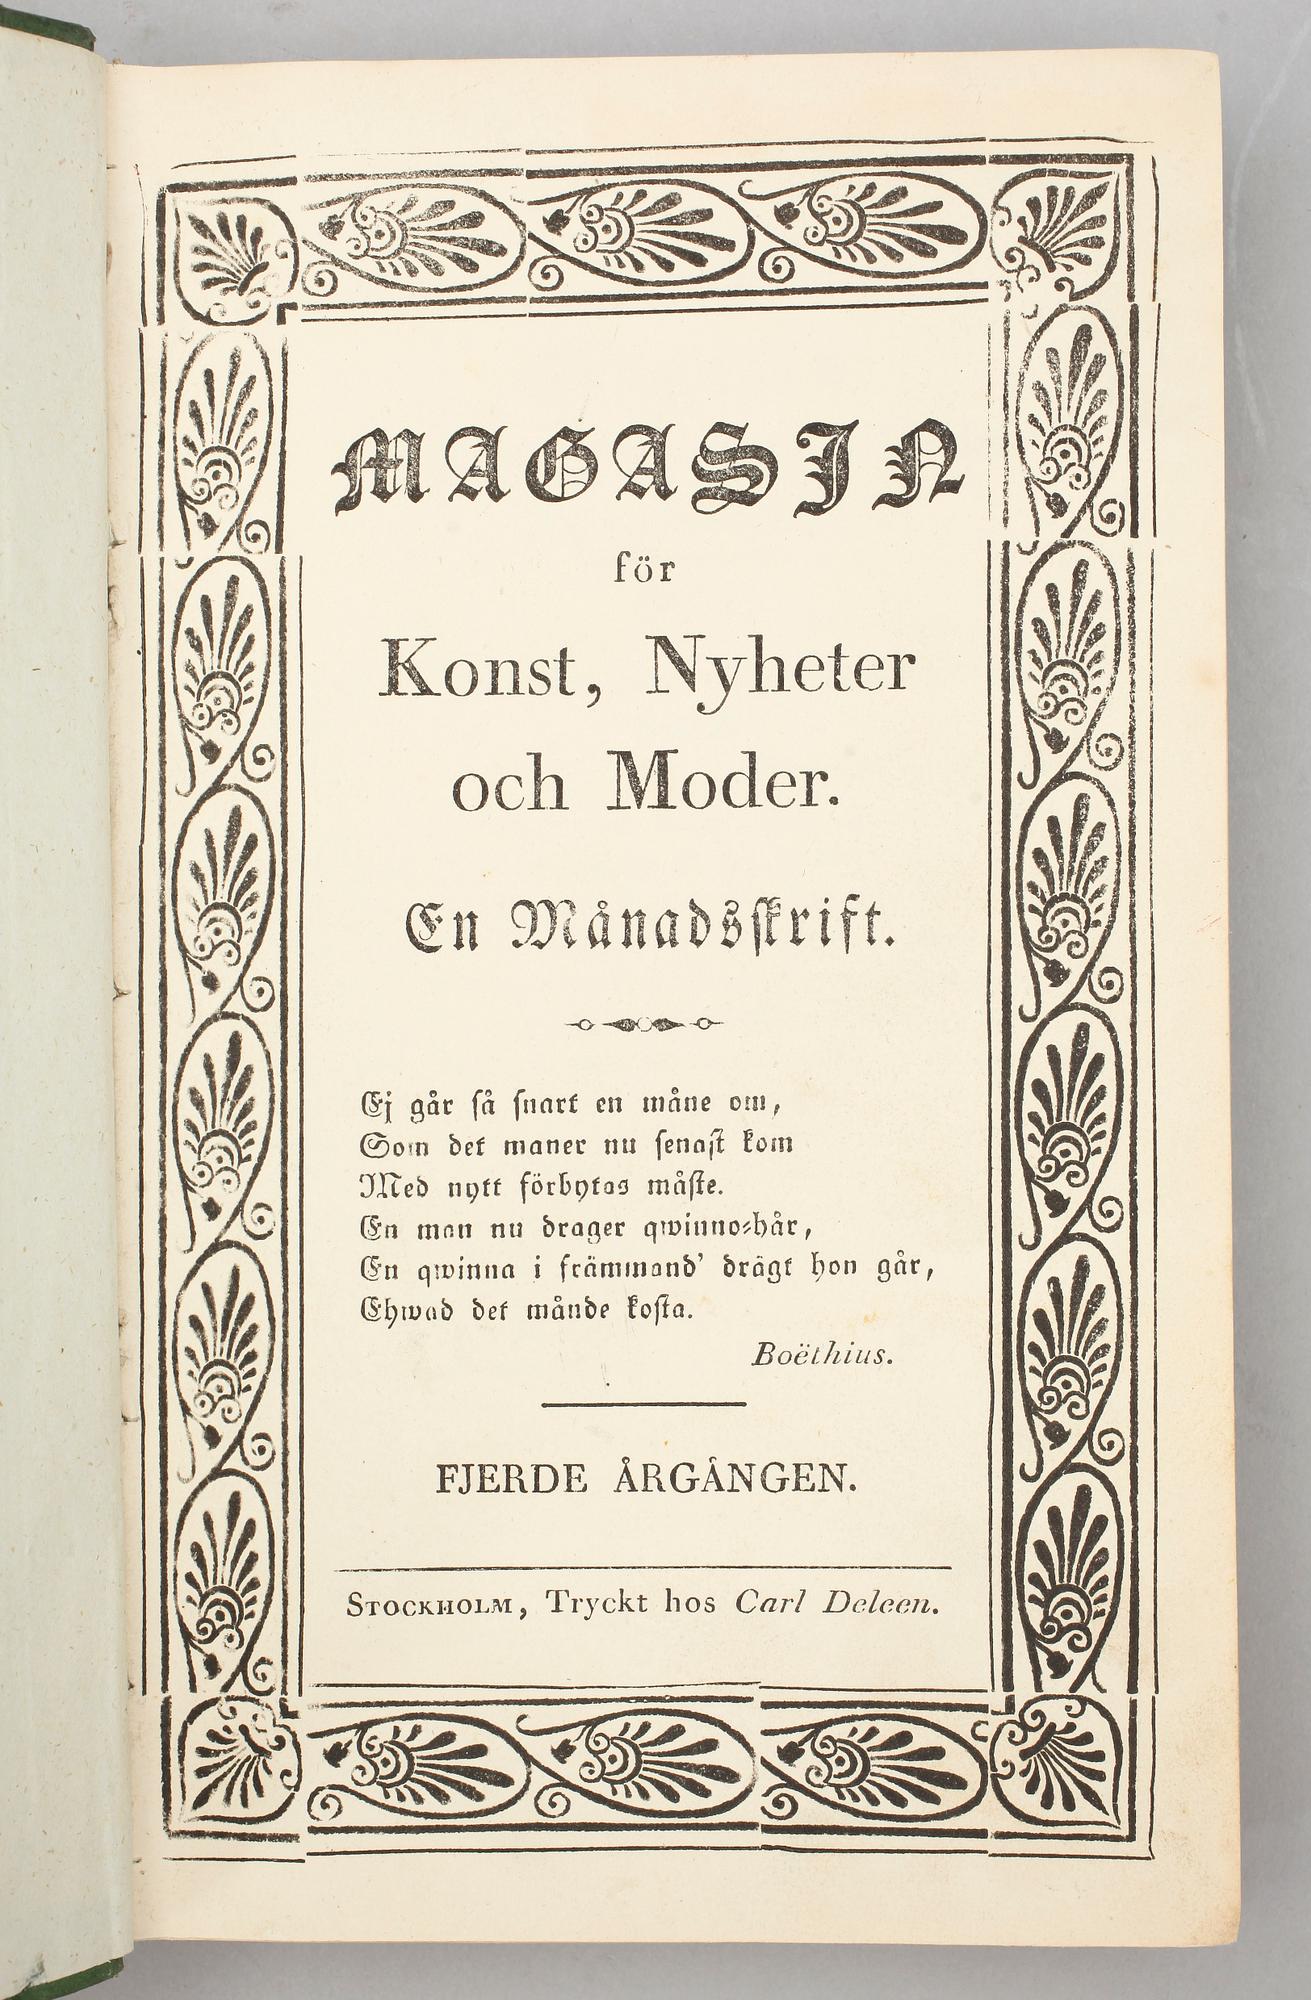 MAGASIN
för
Konst, Nyheter
och Moder.
En Månadsskrift.
Ej går så snart en måne om,
Som det maner nu senast kom
Med nytt förbytas måste.
En man nu drager qwinno-hår,
En qwinna i främmand' drägt hon går,
Ehwad det månde kosta.
Boëthius.
FJERDE ÅRGÅNGEN.
STOCKHOLM, Tryckt hos Carl Deleen.